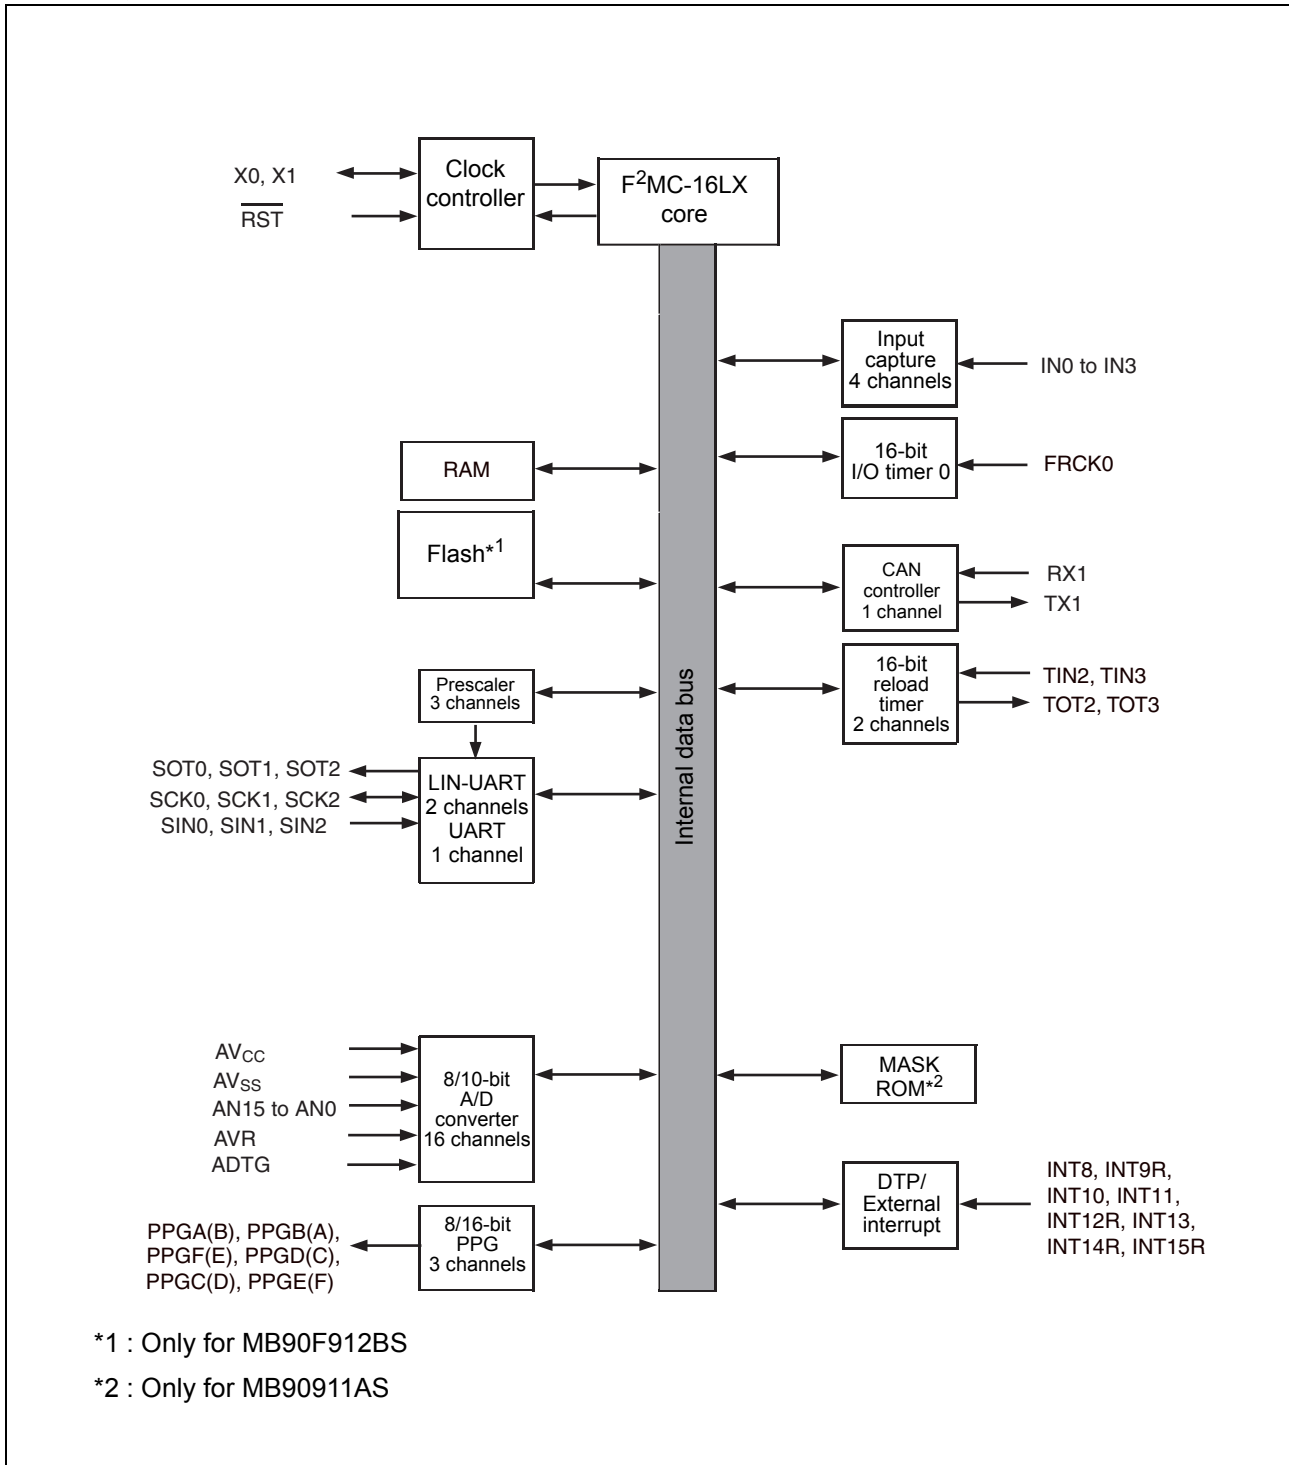 X0, X1
RST
Clock
controller
F²MC-16LX
core
Input
capture
4 channels
IN0 to IN3
16-bit
I/O timer 0
FRCK0
RAM
Flash*1
CAN
controller
1 channel
RX1
TX1
Prescaler
3 channels
16-bit
reload
timer
2 channels
TIN2, TIN3
TOT2, TOT3
SOT0, SOT1, SOT2
SCK0, SCK1, SCK2
SIN0, SIN1, SIN2
LIN-UART
2 channels
UART
1 channel
Internal data bus
AVCC
AVSS
AN15 to AN0
AVR
ADTG
8/10-bit
A/D
converter
16 channels
MASK
ROM*2
DTP/
External
interrupt
INT8, INT9R,
INT10, INT11,
INT12R, INT13,
INT14R, INT15R
PPGA(B), PPGB(A),
PPGF(E), PPGD(C),
PPGC(D), PPGE(F)
8/16-bit
PPG
3 channels
*1 : Only for MB90F912BS
*2 : Only for MB90911AS